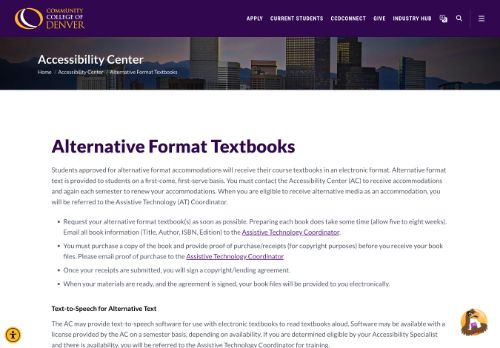 COMMUNITY
COLLEGE OF
DENVER
APPLY CURRENT STUDENTS CCDCONNECT GIVE INDUSTRY HUB
Accessibility Center
Home / Accessibility Center / Alternative Format Textbooks
Alternative Format Textbooks
Students approved for alternative format accommodations will receive their course textbooks in an electronic format. Alternative format
text is provided to students on a first-come, first-serve basis. You must contact the Accessibility Center (AC) to receive accommodations
and again each semester to renew your accommodations. When you are eligible to receive alternative media as an accommodation, you
will be referred to the Assistive Technology (AT) Coordinator.
Request your alternative format textbook(s) as soon as possible. Preparing each book does take some time (allow five to eight weeks).
Email all book information (Title, Author, ISBN, Edition) to the Assistive Technology Coordinator.
You must purchase a copy of the book and provide proof of purchase/receipts (for copyright purposes) before you receive your book
files. Please email proof of purchase to the Assistive Technology Coordinator.
Once your receipts are submitted, you will sign a copyright/lending agreement.
When your materials are ready, and the agreement is signed, your book files will be provided to you electronically.
Text-to-Speech for Alternative Text
The AC may provide text-to-speech software for use with electronic textbooks to read textbooks aloud. Software may be available with a
license provided by the AC on a semester basis, depending on availability. If you are determined eligible by your Accessibility Specialist
and there is availability, you will be referred to the Assistive Technology Coordinator for training.